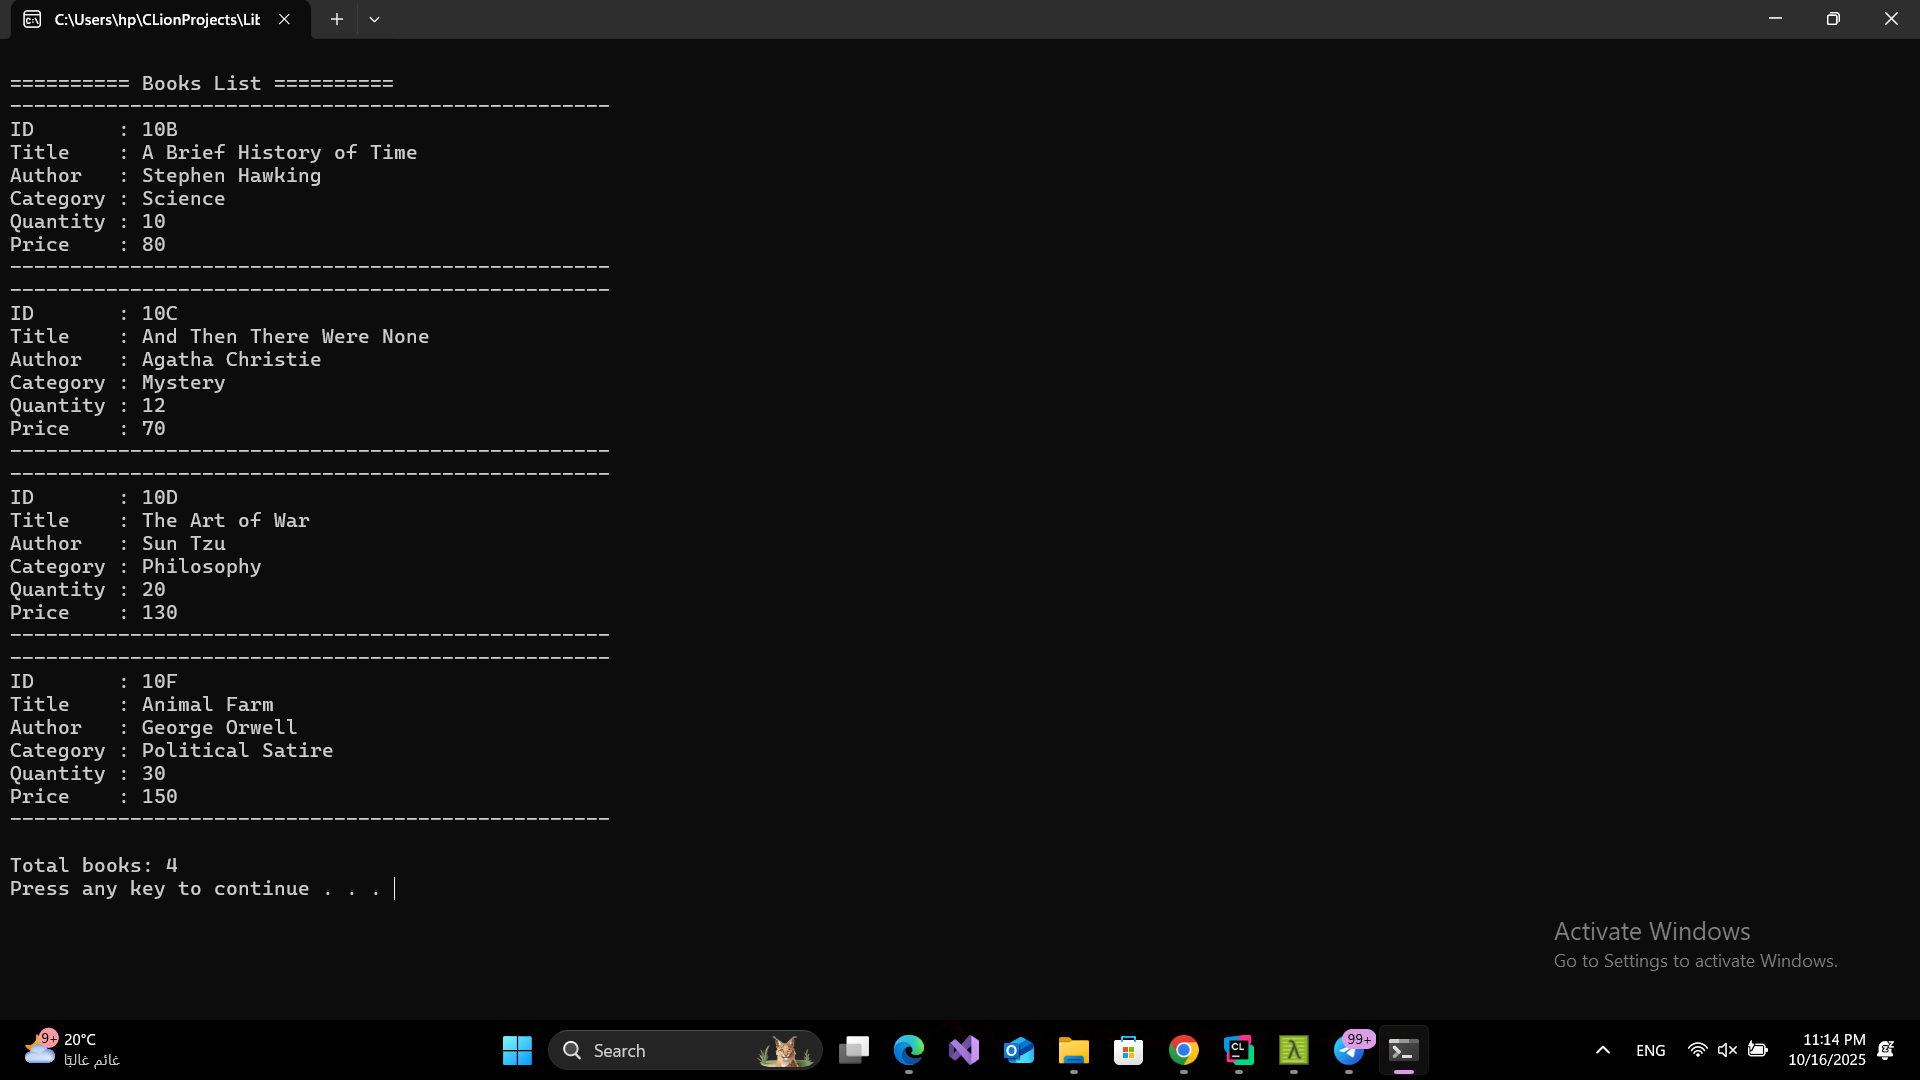 C:\Users\hp\CLionProjects\Lit
========== Books List ==========
--------------------------------------------------
ID       : 10B
Title    : A Brief History of Time
Author   : Stephen Hawking
Category : Science
Quantity : 10
Price    : 80
--------------------------------------------------
--------------------------------------------------
ID       : 10C
Title    : And Then There Were None
Author   : Agatha Christie
Category : Mystery
Quantity : 12
Price    : 70
--------------------------------------------------
--------------------------------------------------
ID       : 10D
Title    : The Art of War
Author   : Sun Tzu
Category : Philosophy
Quantity : 20
Price    : 130
--------------------------------------------------
--------------------------------------------------
ID       : 10F
Title    : Animal Farm
Author   : George Orwell
Category : Political Satire
Quantity : 30
Price    : 150
--------------------------------------------------
Total books: 4
Press any key to continue . . .
Activate Windows
Go to Settings to activate Windows.
9+
20°C
غائم غالبًا
Search
CL
99+
ENG
11:14 PM
10/16/2025